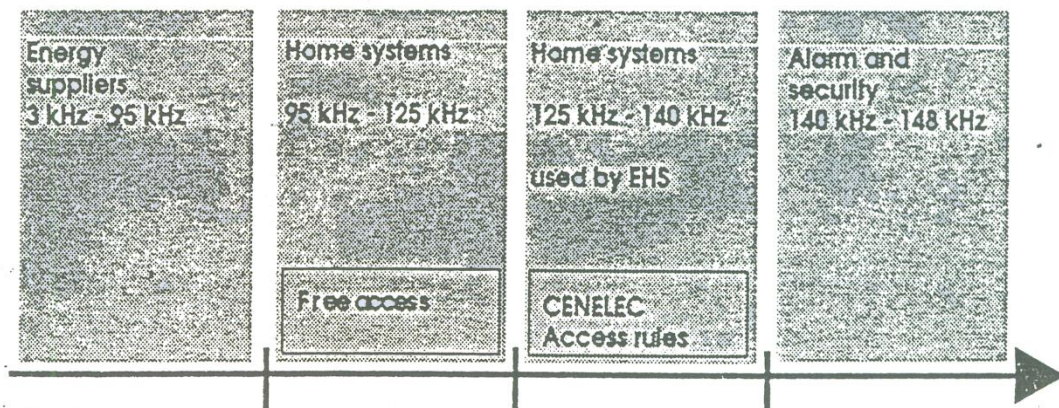 Energy
suppliers
3 kHz - 95 kHz
Home systems
95 kHz - 125 kHz
Free access
Home systems
125 kHz - 140 kHz
used by EHS
CENELEC
Access rules
Alarm and
security
140 kHz - 148 kHz